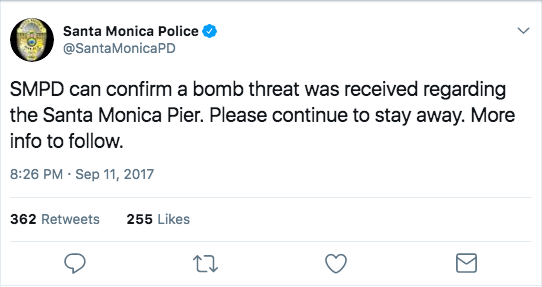 Santa Monica Police
@SantaMonicaPD
SMPD can confirm a bomb threat was received regarding
the Santa Monica Pier. Please continue to stay away. More
info to follow.
8:26 PM · Sep 11, 2017
362 Retweets 255 Likes